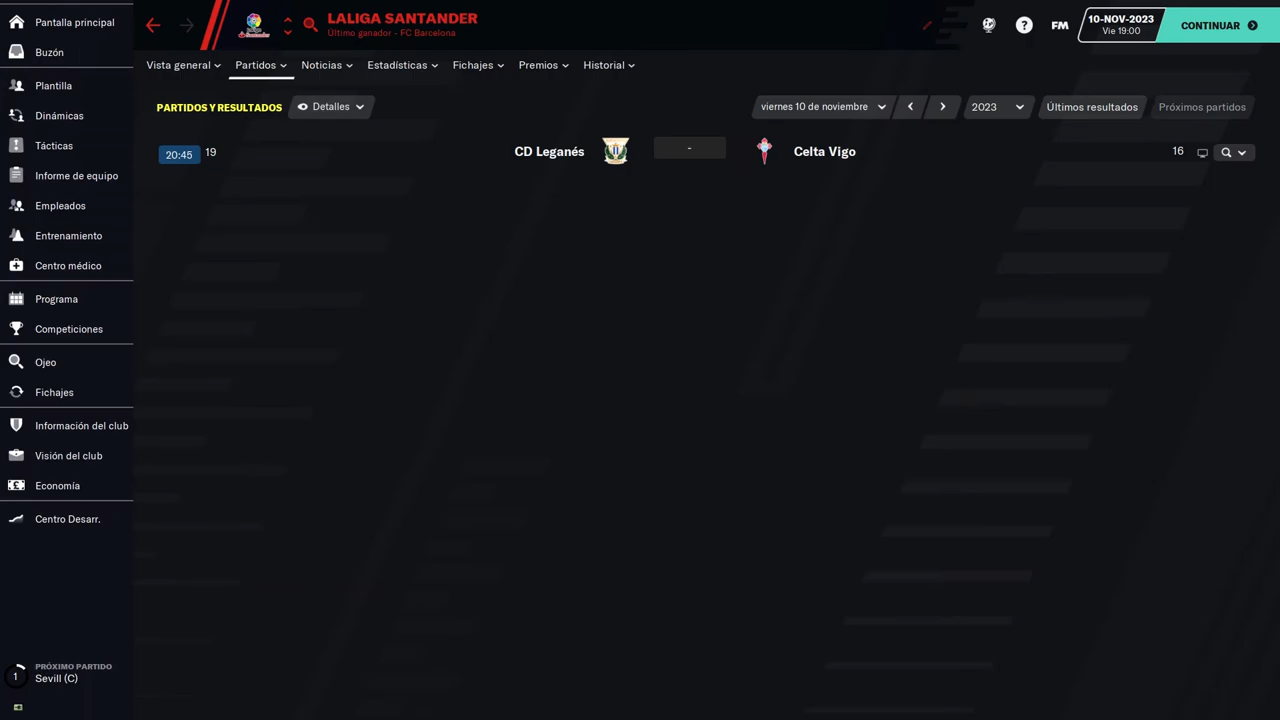 Pantalla principal
Buzón
Plantilla
Dinámicas
Tácticas
Informe de equipo
Empleados
Entrenamiento
Centro médico
Programa
Competiciones
Ojeo
Fichajes
Información del club
Visión del club
Economía
Centro Desarr.
1
PRÓXIMO PARTIDO
Sevill (C)
LALIGA SANTANDER
Último ganador - FC Barcelona
FM
10-NOV-2023
Vie 19:00
CONTINUAR
Vista general Partidos Noticias Estadísticas Fichajes Premios Historial
PARTIDOS Y RESULTADOS Detalles viernes 10 de noviembre 2023 Últimos resultados Próximos partidos
20:45 19 CD Leganés - Celta Vigo 16